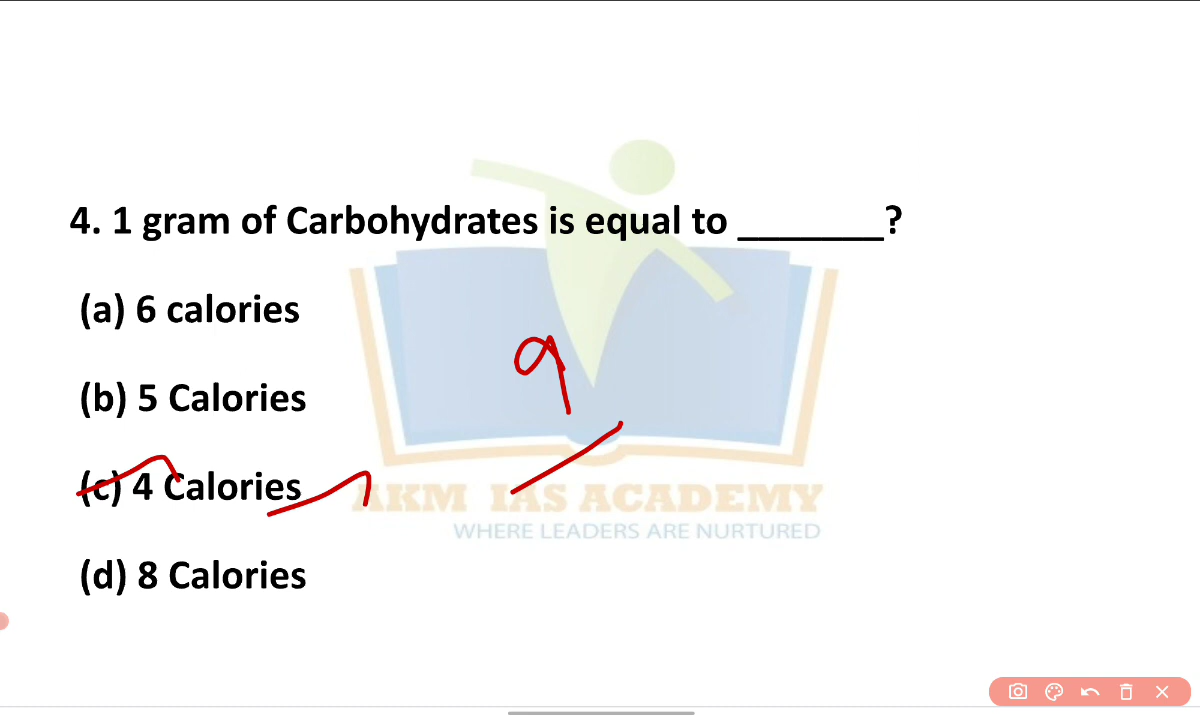 4. 1 gram of Carbohydrates is equal to _______?
(a) 6 calories
(b) 5 Calories
9
(c) 4 Calories
AKM IAS ACADEMY
WHERE LEADERS ARE NURTURED
(d) 8 Calories